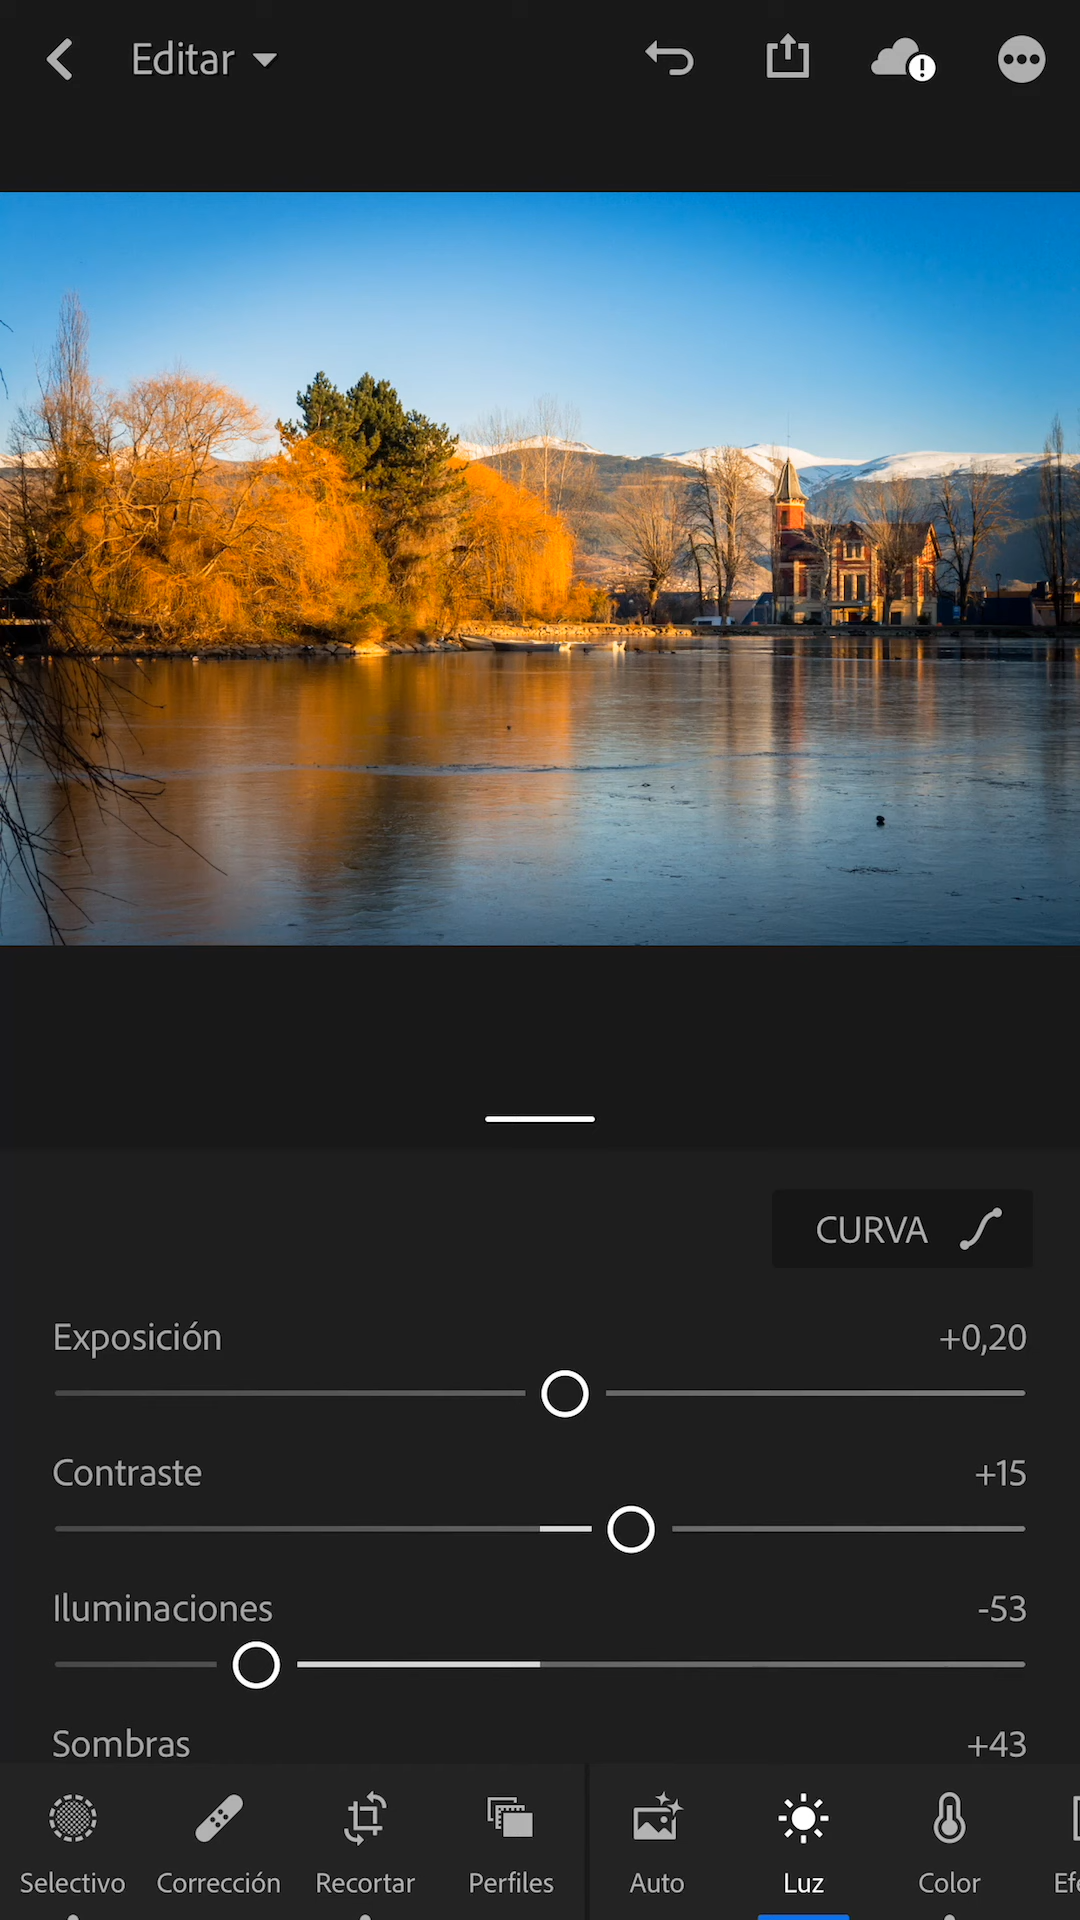 Editar
CURVA
Exposición +0,20
Contraste +15
Iluminaciones -53
Sombras +43
Selectivo Corrección Recortar Perfiles Auto Luz Color